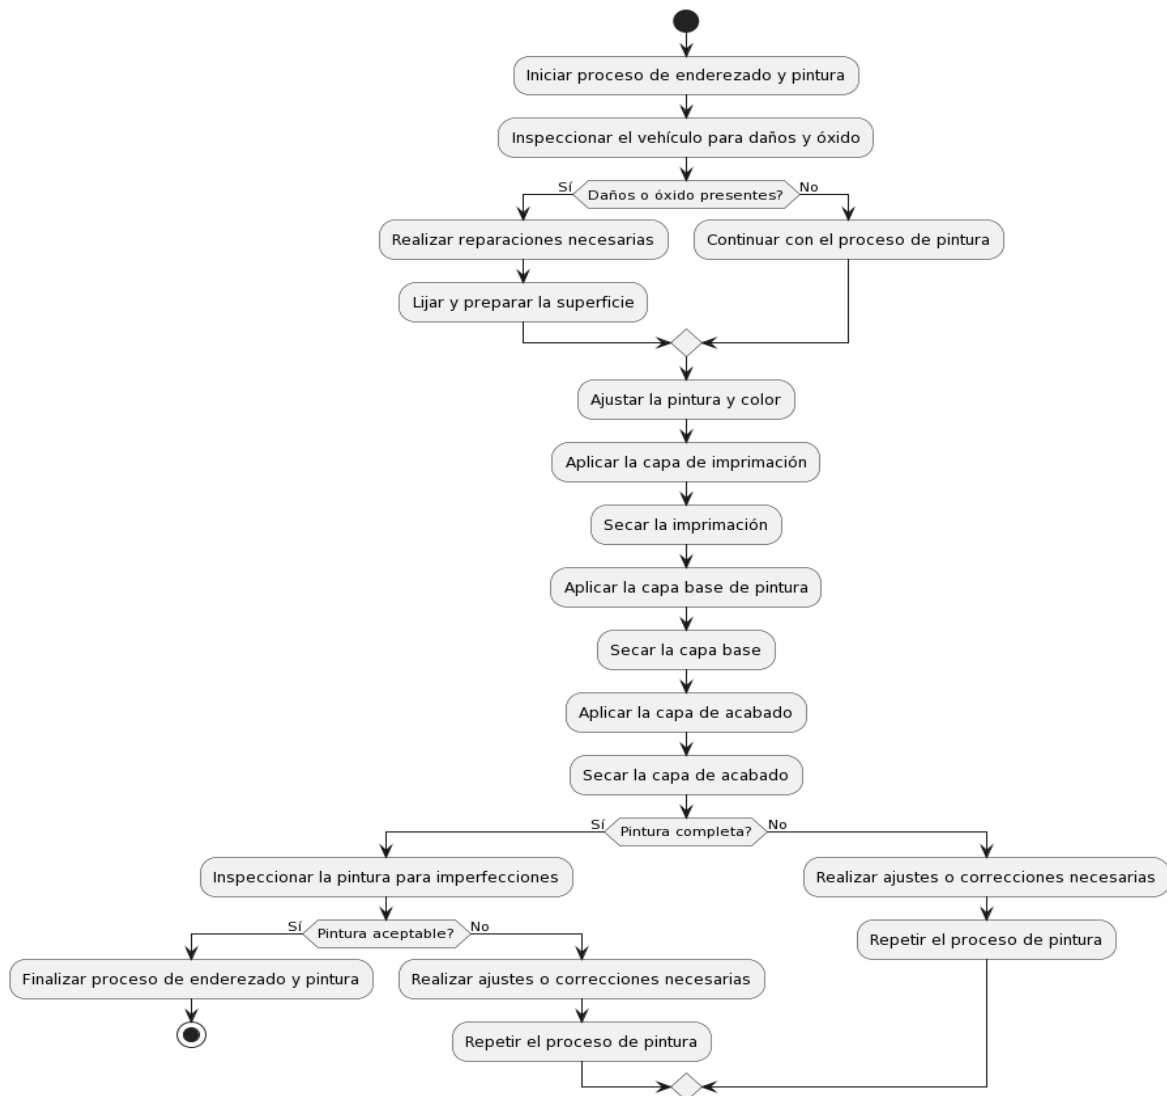 Iniciar proceso de enderezado y pintura
Inspeccionar el vehículo para daños y óxido
Sí
Daños o óxido presentes?
No
Realizar reparaciones necesarias
Continuar con el proceso de pintura
Lijar y preparar la superficie
Ajustar la pintura y color
Aplicar la capa de imprimación
Secar la imprimación
Aplicar la capa base de pintura
Secar la capa base
Aplicar la capa de acabado
Secar la capa de acabado
Sí
Pintura completa?
No
Inspeccionar la pintura para imperfecciones
Realizar ajustes o correcciones necesarias
Sí
Pintura aceptable?
No
Repetir el proceso de pintura
Finalizar proceso de enderezado y pintura
Realizar ajustes o correcciones necesarias
Repetir el proceso de pintura